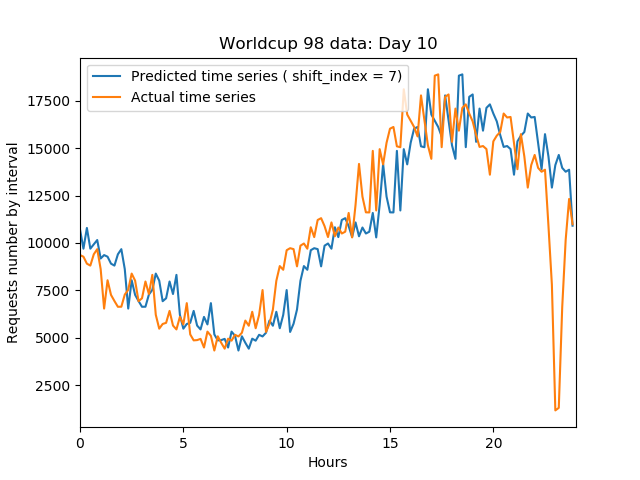 Worldcup 98 data: Day 10
Predicted time series ( shift_index = 7)
Actual time series
Requests number by interval
17500
15000
12500
10000
7500
5000
2500
0 5 10 15 20
Hours